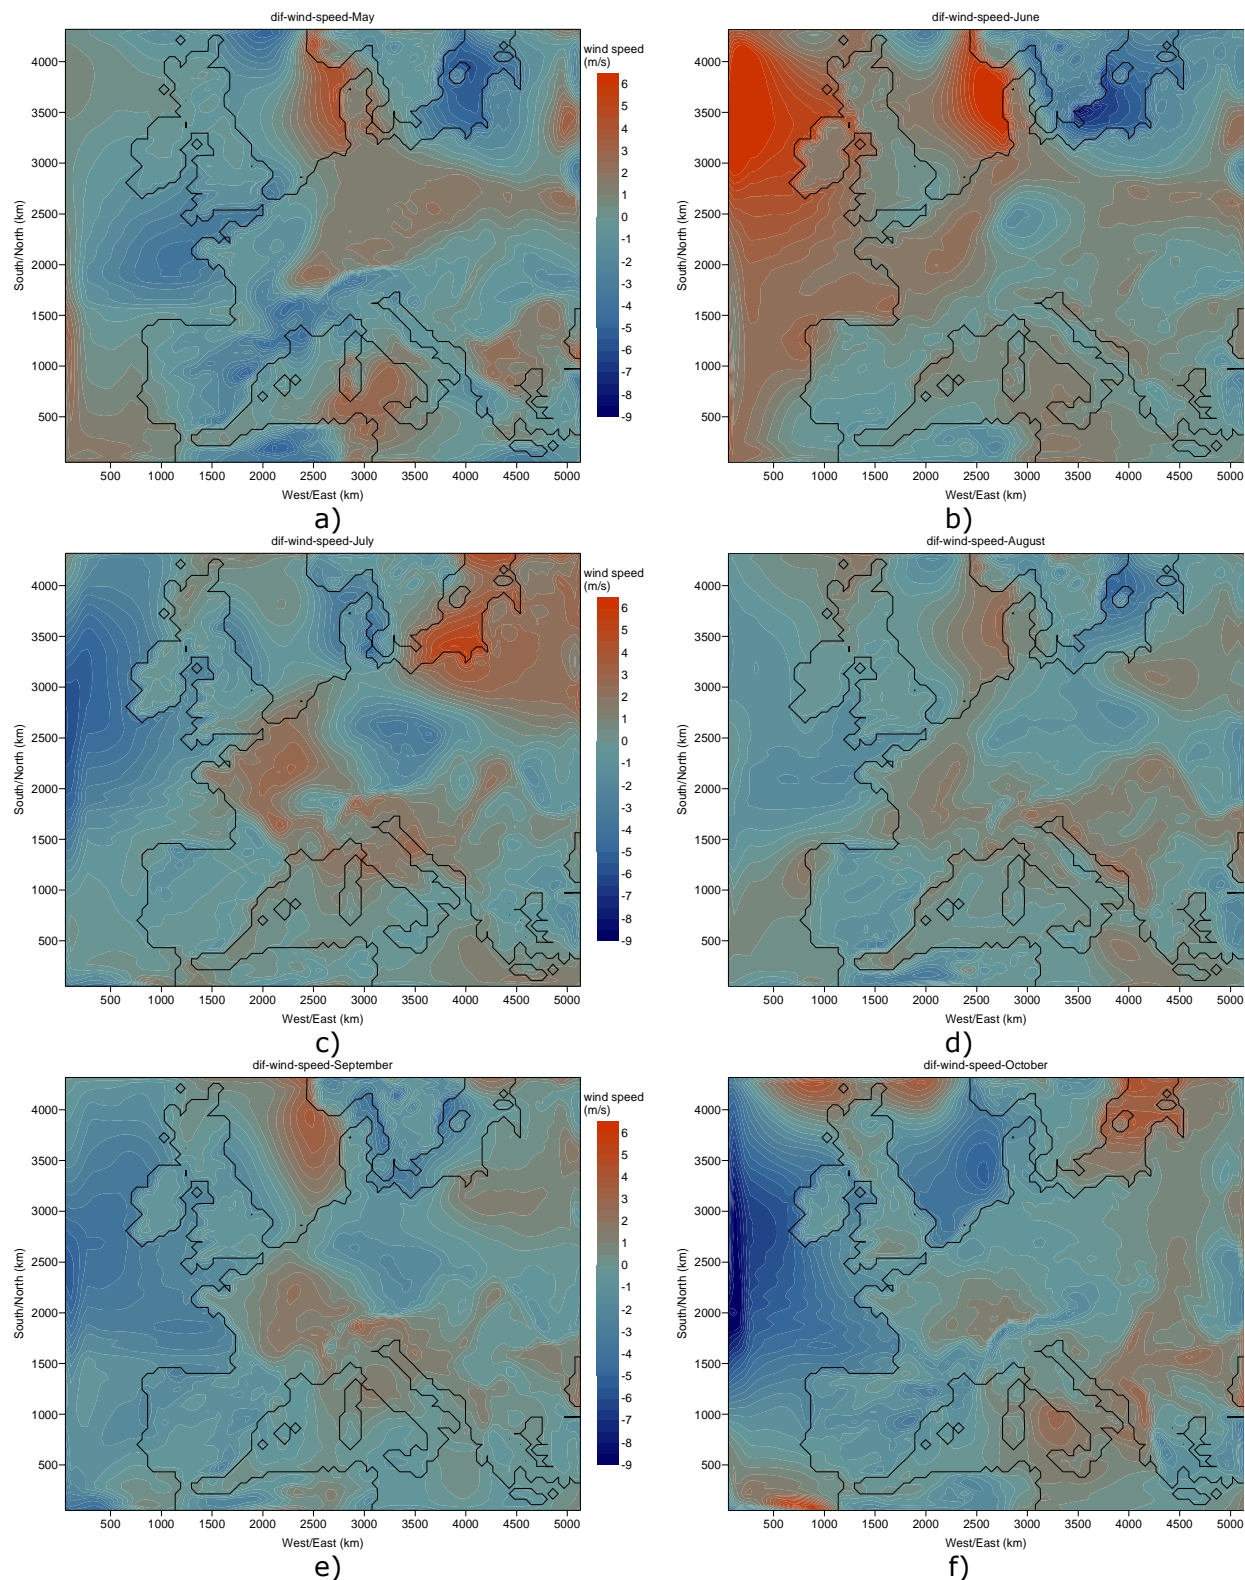 dif-wind-speed-May
wind speed
(m/s)
6
5
4
3
2
1
0
-1
-2
-3
-4
-5
-6
-7
-8
-9
4000
3500
3000
2500
2000
1500
1000
500
South/North (km)
500 1000 1500 2000 2500 3000 3500 4000 4500 5000
West/East (km)
a)
dif-wind-speed-June
4000
3500
3000
2500
2000
1500
1000
500
South/North (km)
500 1000 1500 2000 2500 3000 3500 4000 4500 5000
West/East (km)
b)
dif-wind-speed-July
wind speed
(m/s)
6
5
4
3
2
1
0
-1
-2
-3
-4
-5
-6
-7
-8
-9
4000
3500
3000
2500
2000
1500
1000
500
South/North (km)
500 1000 1500 2000 2500 3000 3500 4000 4500 5000
West/East (km)
c)
dif-wind-speed-August
4000
3500
3000
2500
2000
1500
1000
500
South/North (km)
500 1000 1500 2000 2500 3000 3500 4000 4500 5000
West/East (km)
d)
dif-wind-speed-September
wind speed
(m/s)
6
5
4
3
2
1
0
-1
-2
-3
-4
-5
-6
-7
-8
-9
4000
3500
3000
2500
2000
1500
1000
500
South/North (km)
500 1000 1500 2000 2500 3000 3500 4000 4500 5000
West/East (km)
e)
dif-wind-speed-October
4000
3500
3000
2500
2000
1500
1000
500
South/North (km)
500 1000 1500 2000 2500 3000 3500 4000 4500 5000
West/East (km)
f)